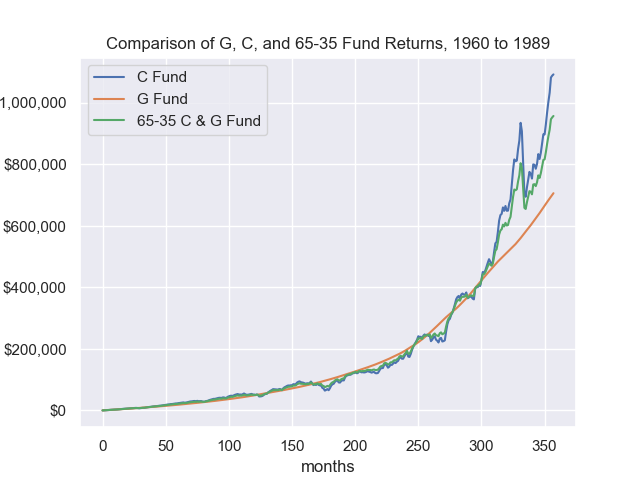 Comparison of G, C, and 65-35 Fund Returns, 1960 to 1989
C Fund
G Fund
65-35 C & G Fund
1,000,000
$800,000
$600,000
$400,000
$200,000
$0
0 50 100 150 200 250 300 350
months